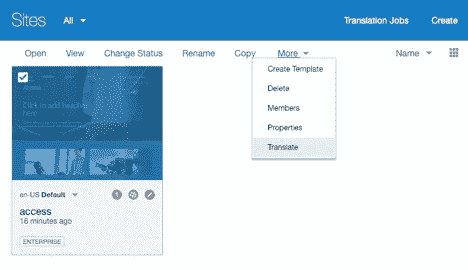 Sites All Translation Jobs Create
Open View Change Status Rename Copy More Name
Create Template
Delete
Members
Properties
Translate
Click to add header
here
en-US Default
access
16 minutes ago
ENTERPRISE